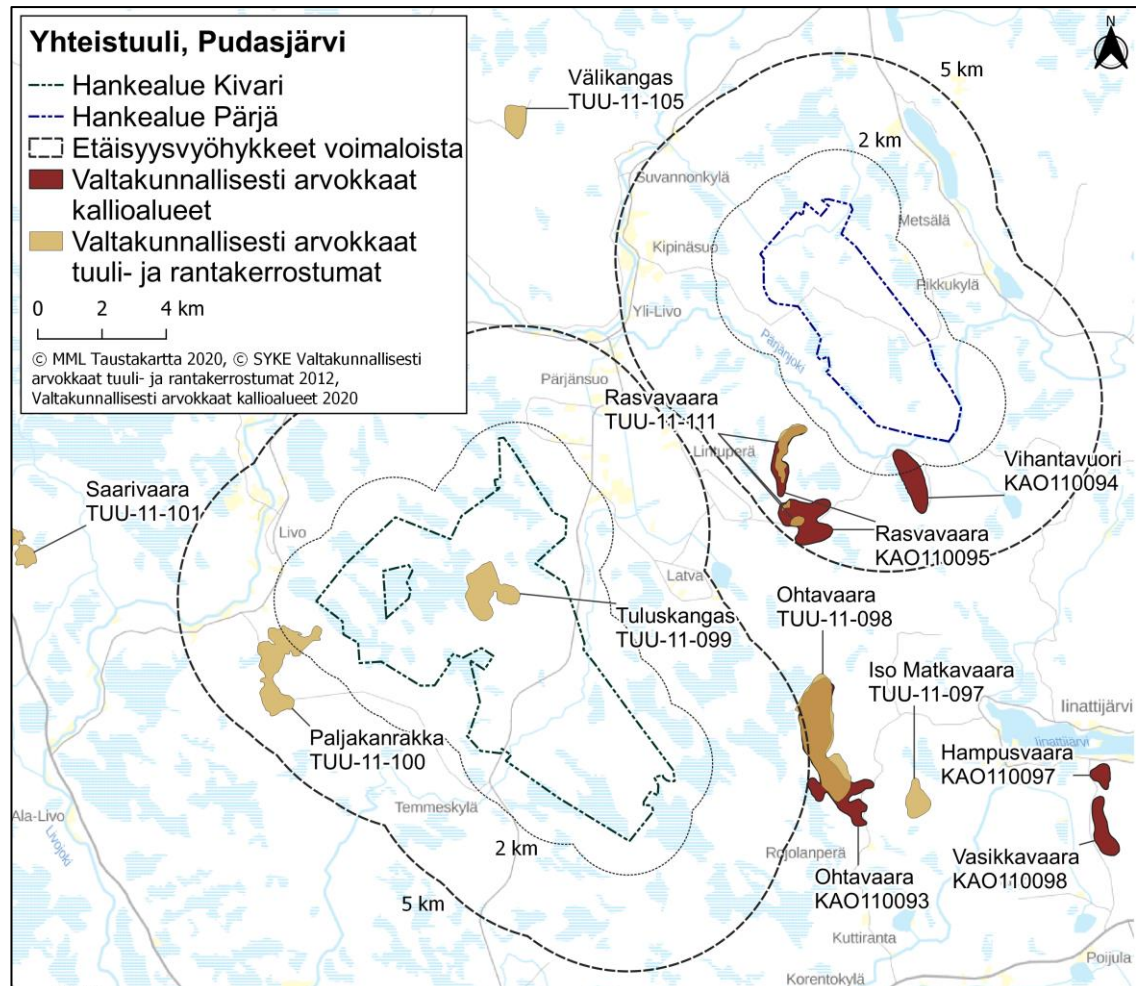 Yhteistuuli, Pudasjärvi
Hankealue Kivari
Hankealue Pärjä
Etäisyysvyöhykkeet voimaloista
Valtakunnallisesti arvokkaat
kallioalueet
Valtakunnallisesti arvokkaat
tuuli- ja rantakerrostumat
0 2 4 km
© MML Taustakartta 2020, © SYKE Valtakunnallisesti
arvokkaat tuuli- ja rantakerrostumat 2012,
Valtakunnallisesti arvokkaat kallioalueet 2020
N
Välikangas
TUU-11-105
5 km
2 km
Suvannonkylä
Metsälä
Kipinäsuo
Pikkukylä
Yli-Livo
Pärjänjoki
Pärjänsuo
Rasvavaara
TUU-11-111
Lintuperä
Vihantavuori
KAO110094
Saarivaara
TUU-11-101
Livo
Rasvavaara
KAO110095
Latva
Tuluskangas
TUU-11-099
Ohtavaara
TUU-11-098
Iso Matkavaara
TUU-11-097
Iinattijärvi
Iinattijärvi
Paljakanrakka
TUU-11-100
Hampusvaara
KAO110097
Temmeskylä
Ala-Livo
Livojoki
2 km
Rojolanperä
Vasikkavaara
KAO110098
Ohtavaara
KAO110093
5 km
Kuttiranta
Poijula
Korentokylä